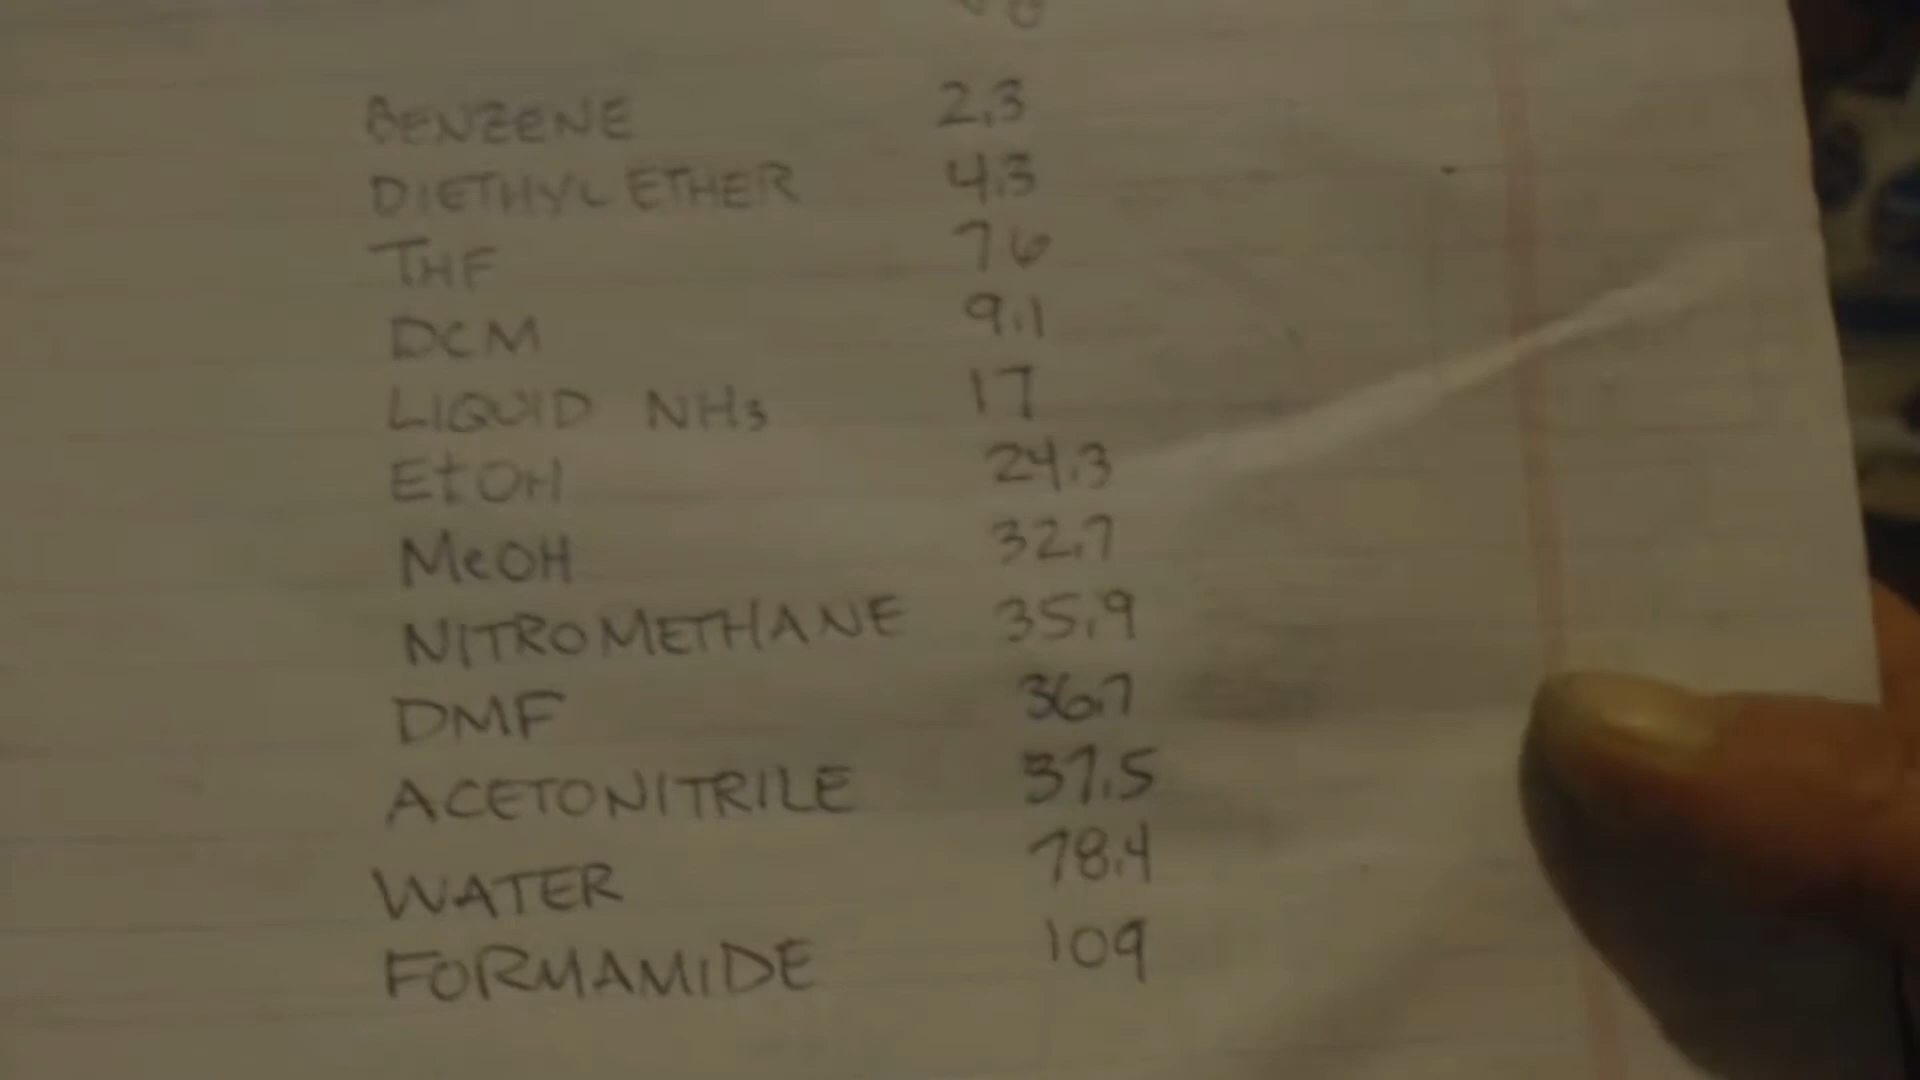 BENZENE 2.3
DIETHYL ETHER 4.3
THF 7.6
DCM 9.1
LIQUID NH3 17
EtOH 24.3
MeOH 32.7
NITROMETHANE 35.9
DMF 36.7
ACETONITRILE 37.5
WATER 78.4
FORMAMIDE 109